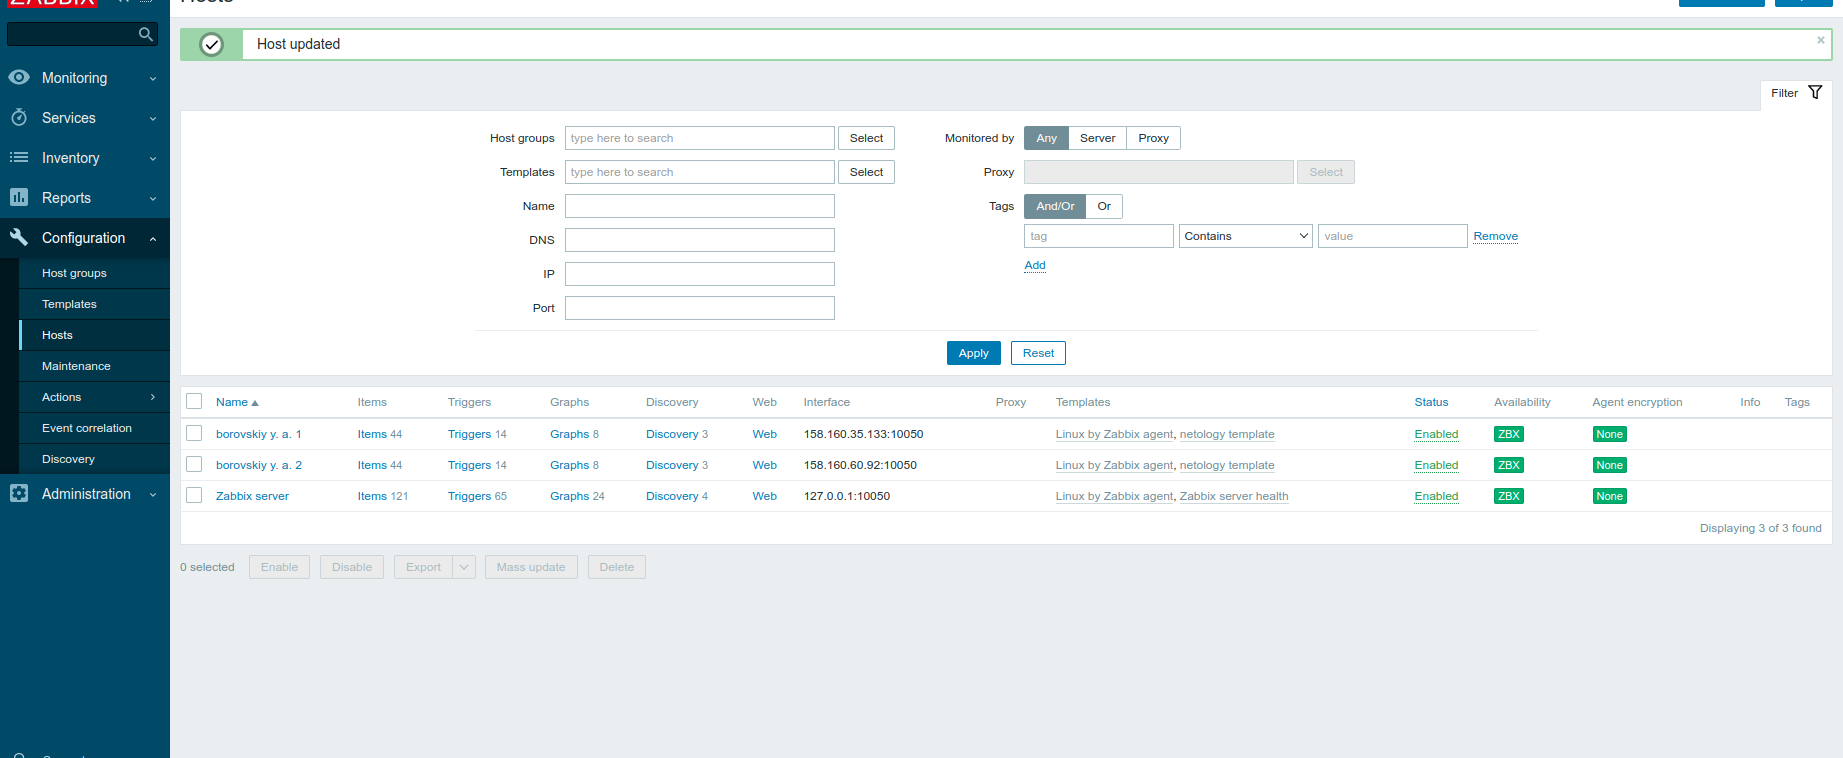 ZABBIX
Hosts
Host updated
Monitoring
Services
Inventory
Reports
Configuration
Host groups
Templates
Hosts
Maintenance
Actions
Event correlation
Discovery
Administration
Filter
Host groups type here to search Select
Templates type here to search Select
Name
DNS
IP
Port
Monitored by Any Server Proxy
Proxy Select
Tags And/Or Or
tag Contains value Remove
Add
Apply Reset
Name Items Triggers Graphs Discovery Web Interface Proxy Templates Status Availability Agent encryption Info Tags
borovskiy y. a. 1 Items 44 Triggers 14 Graphs 8 Discovery 3 Web 158.160.35.133:10050 Linux by Zabbix agent, netology template Enabled ZBX None
borovskiy y. a. 2 Items 44 Triggers 14 Graphs 8 Discovery 3 Web 158.160.60.92:10050 Linux by Zabbix agent, netology template Enabled ZBX None
Zabbix server Items 121 Triggers 65 Graphs 24 Discovery 4 Web 127.0.0.1:10050 Linux by Zabbix agent, Zabbix server health Enabled ZBX None
Displaying 3 of 3 found
0 selected Enable Disable Export Mass update Delete